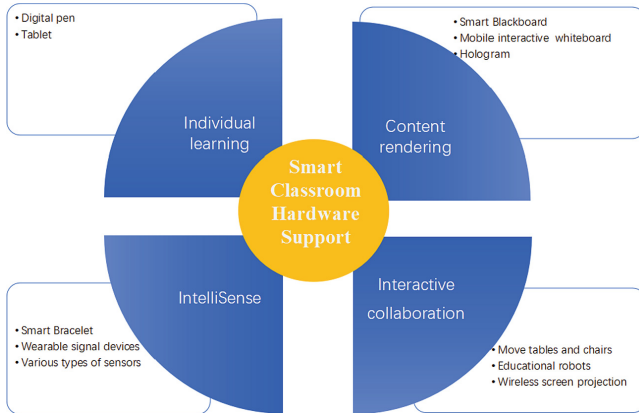 • Digital pen
• Tablet
• Smart Blackboard
• Mobile interactive whiteboard
• Hologram
Individual
learning
Content
rendering
Smart
Classroom
Hardware
Support
IntelliSense
Interactive
collaboration
• Smart Bracelet
• Wearable signal devices
• Various types of sensors
• Move tables and chairs
• Educational robots
• Wireless screen projection